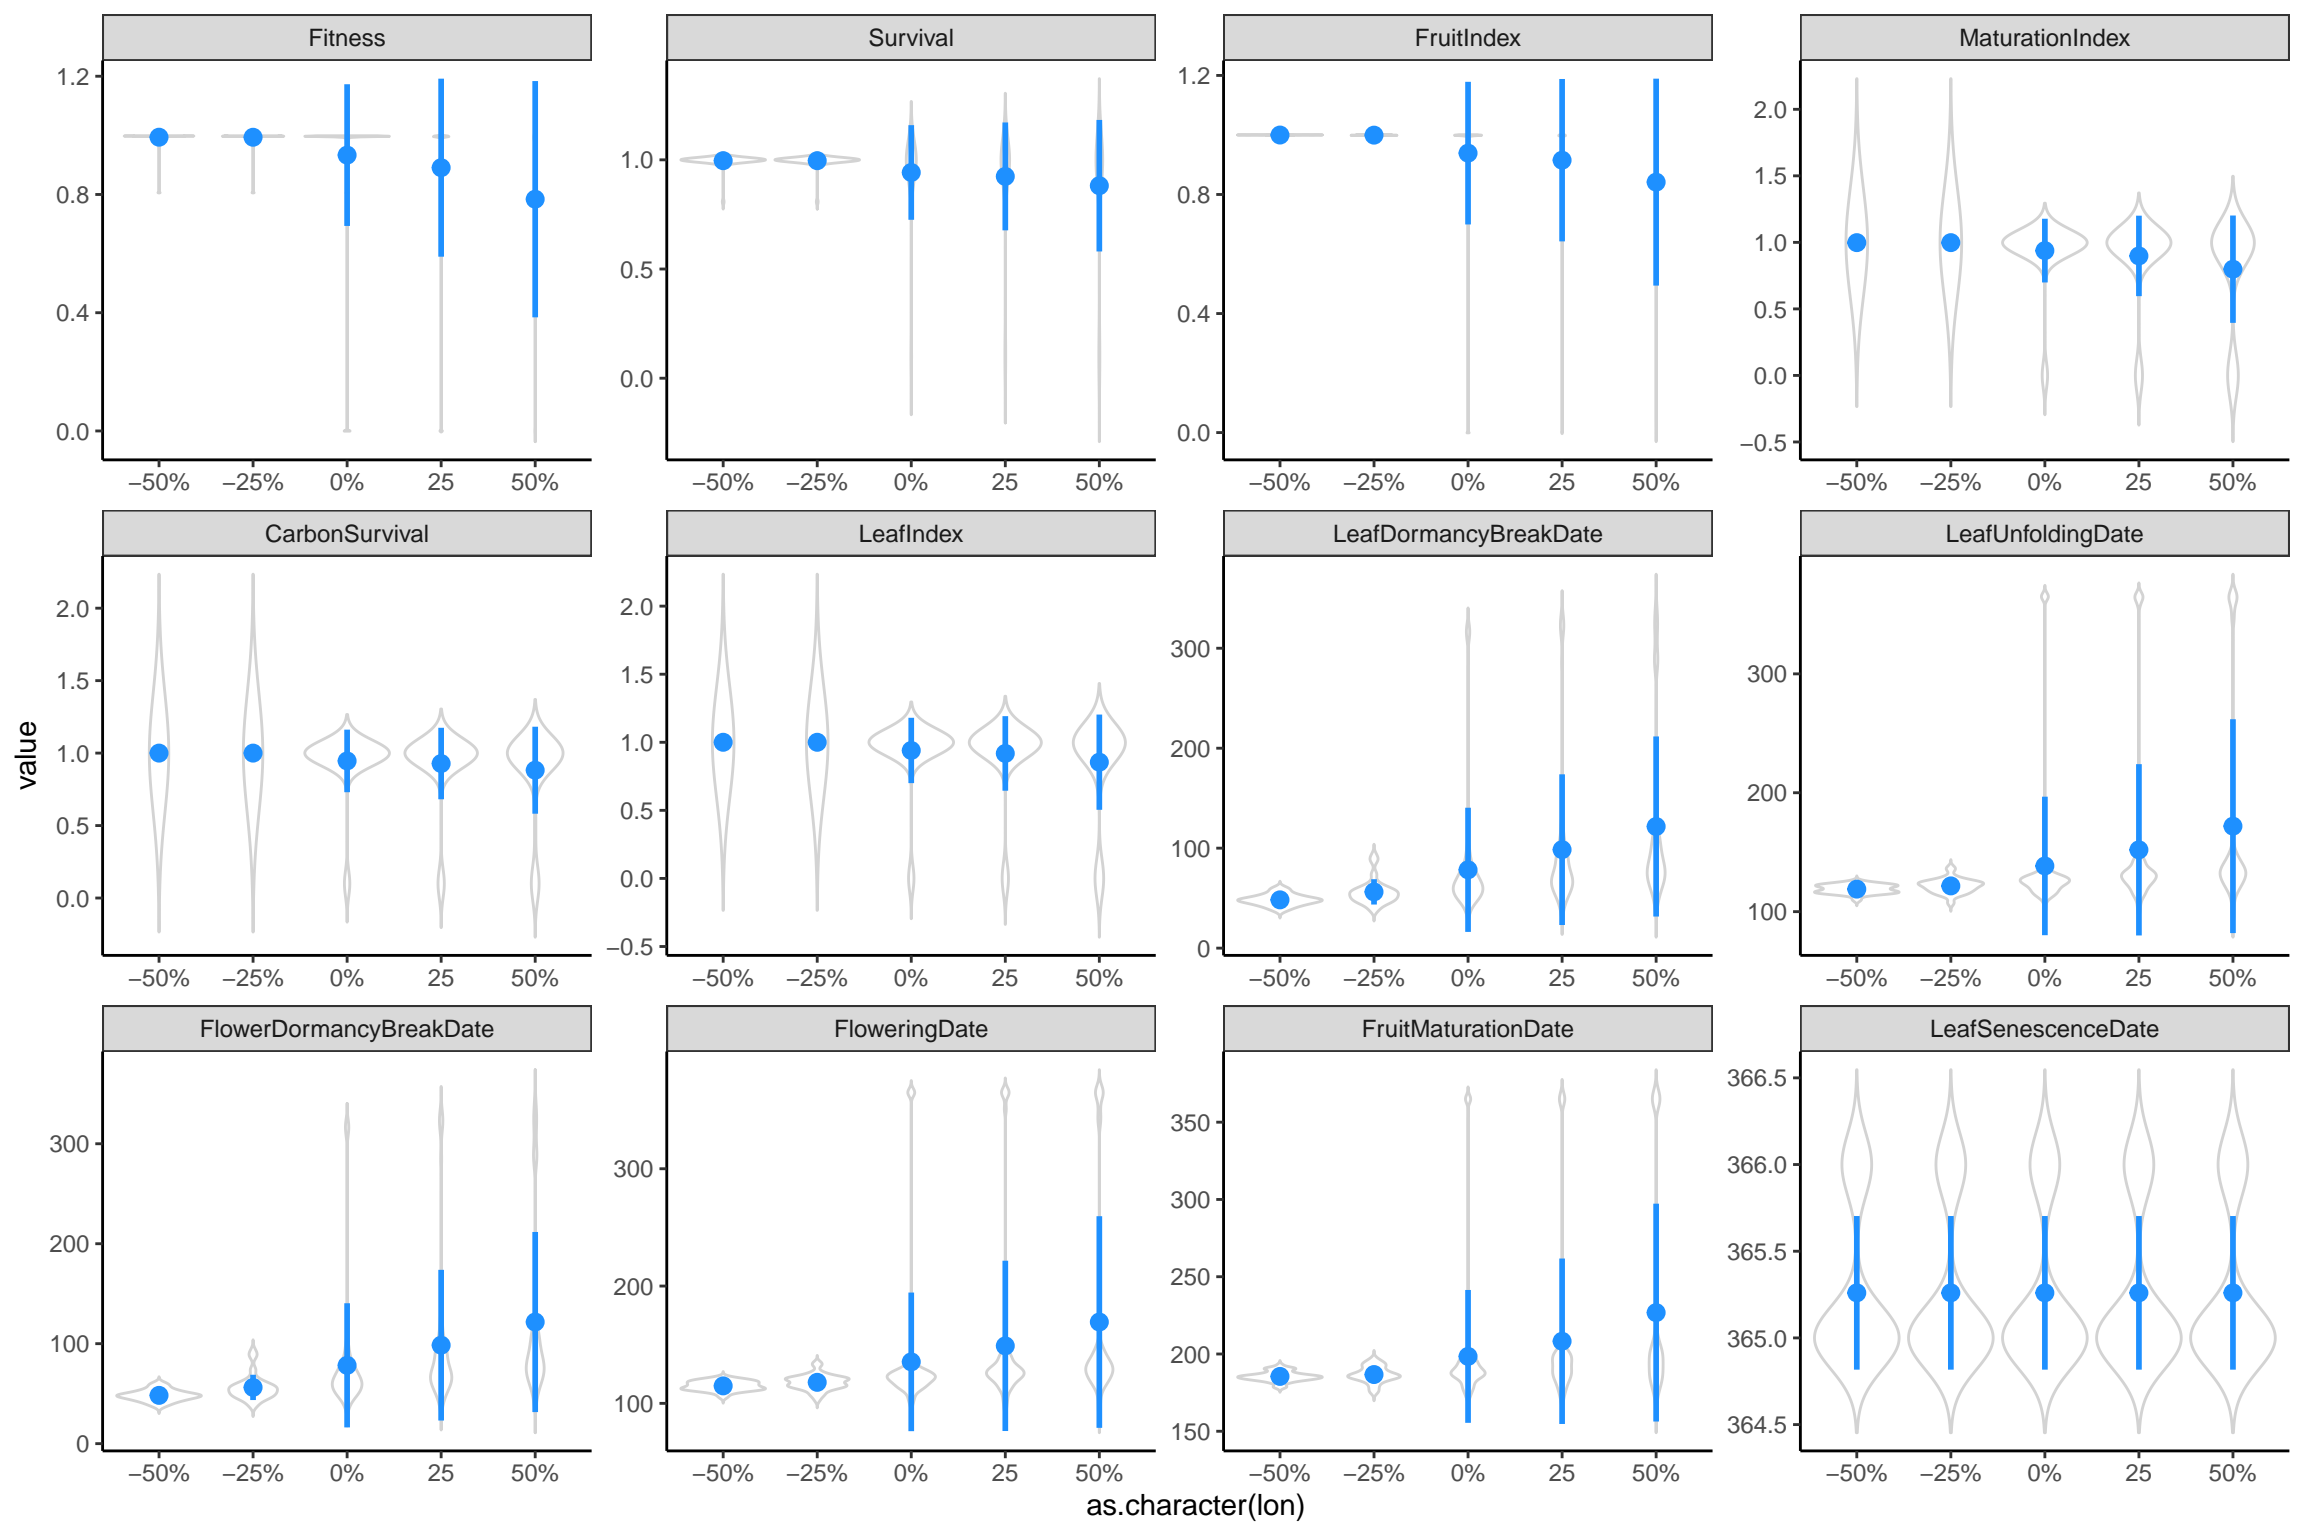 Fitness Survival FruitIndex MaturationIndex
1.2 0.8 0.4 0.0
1.0 0.5 0.0
1.2 0.8 0.4 0.0
2.0 1.5 1.0 0.5 0.0 −0.5
−50% −25% 0% 25 50% −50% −25% 0% 25 50% −50% −25% 0% 25 50% −50% −25% 0% 25 50%
CarbonSurvival LeafIndex LeafDormancyBreakDate LeafUnfoldingDate
value
2.0 1.5 1.0 0.5 0.0
2.0 1.5 1.0 0.5 0.0 −0.5
300 200 100 0
300 200 100
−50% −25% 0% 25 50% −50% −25% 0% 25 50% −50% −25% 0% 25 50% −50% −25% 0% 25 50%
FlowerDormancyBreakDate FloweringDate FruitMaturationDate LeafSenescenceDate
300 200 100 0
300 200 100
350 300 250 200 150
366.5 366.0 365.5 365.0 364.5
−50% −25% 0% 25 50% −50% −25% 0% 25 50% −50% −25% 0% 25 50% −50% −25% 0% 25 50%
as.character(lon)